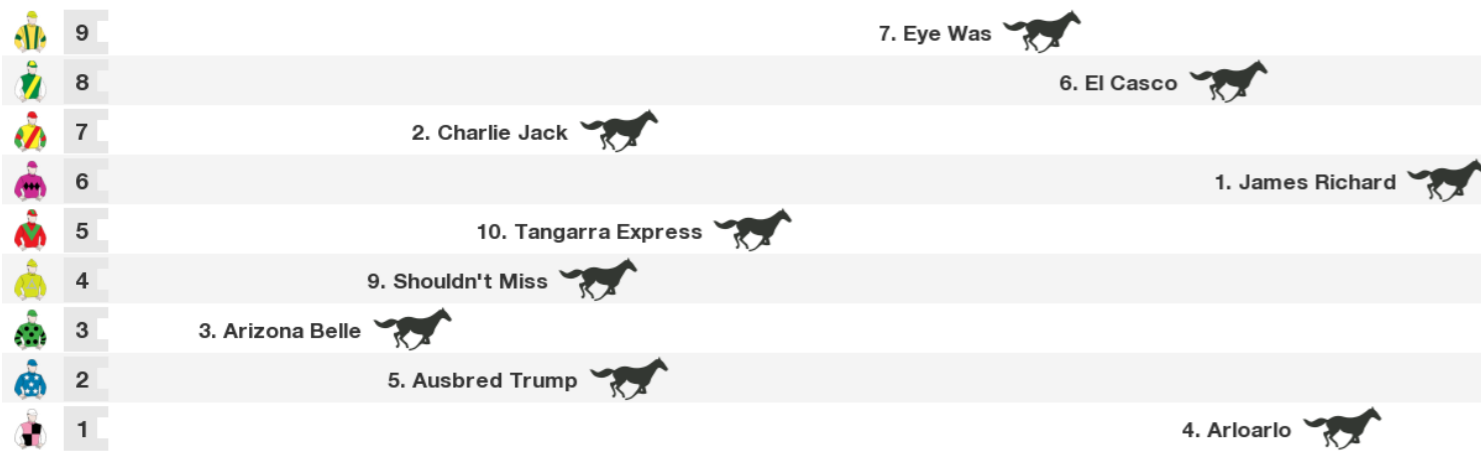 9 7. Eye Was
8 6. El Casco
7 2. Charlie Jack
6 1. James Richard
5 10. Tangarra Express
4 9. Shouldn't Miss
3 3. Arizona Belle
2 5. Ausbred Trump
1 4. Arloarlo